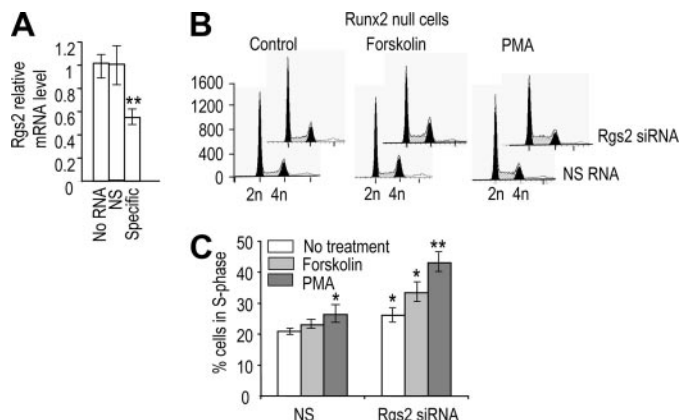 A
Rgs2 relative
mRNA level
1.2
1
0.8
0.6
0.4
0.2
0
**
No RNA
NS
Specific
B
Runx2 null cells
Control
Forskolin
PMA
1600
1200
800
400
0
Rgs2 siRNA
NS RNA
2n 4n
2n 4n
2n 4n
C
% cells in S-phase
50
40
30
20
10
0
No treatment
Forskolin
PMA
*
*
*
**
NS
Rgs2 siRNA